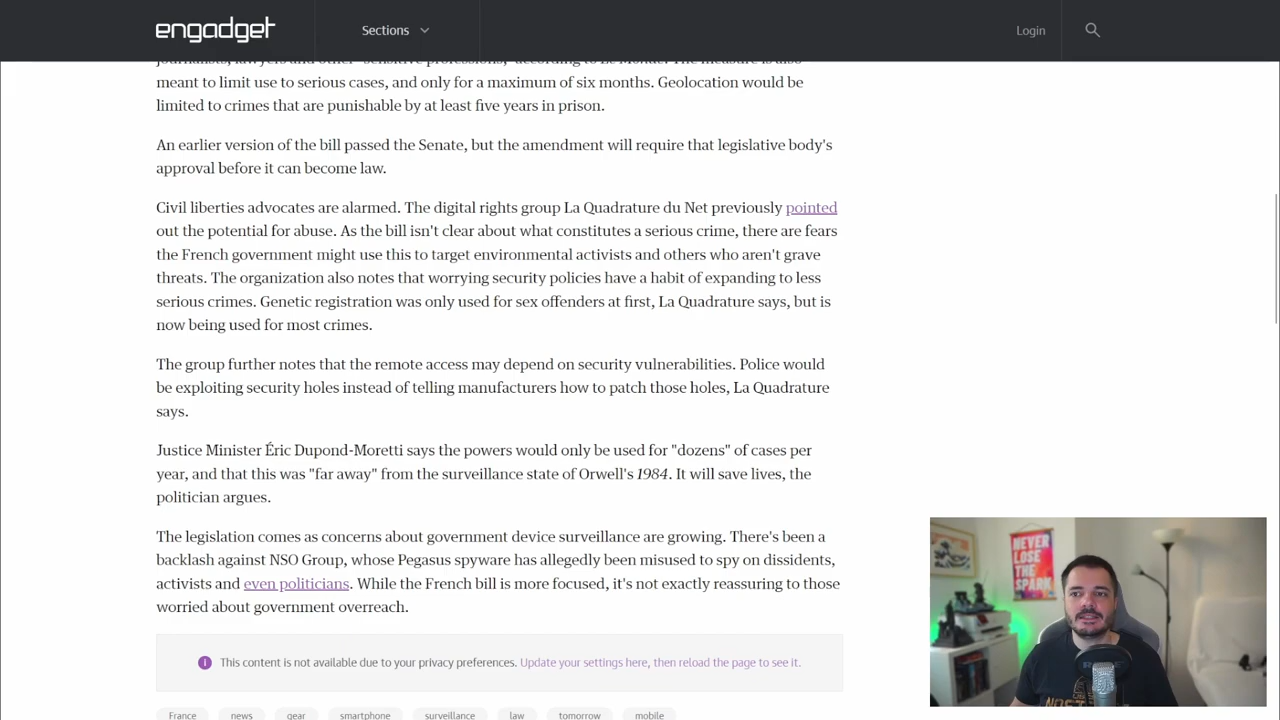 engadget
Sections
Login
journalists, lawyers and other "sensitive professions," according to Le Monde. The measure is also
meant to limit use to serious cases, and only for a maximum of six months. Geolocation would be
limited to crimes that are punishable by at least five years in prison.
An earlier version of the bill passed the Senate, but the amendment will require that legislative body's
approval before it can become law.
Civil liberties advocates are alarmed. The digital rights group La Quadrature du Net previously pointed
out the potential for abuse. As the bill isn't clear about what constitutes a serious crime, there are fears
the French government might use this to target environmental activists and others who aren't grave
threats. The organization also notes that worrying security policies have a habit of expanding to less
serious crimes. Genetic registration was only used for sex offenders at first, La Quadrature says, but is
now being used for most crimes.
The group further notes that the remote access may depend on security vulnerabilities. Police would
be exploiting security holes instead of telling manufacturers how to patch those holes, La Quadrature
says.
Justice Minister Éric Dupond-Moretti says the powers would only be used for "dozens" of cases per
year, and that this was "far away" from the surveillance state of Orwell's 1984. It will save lives, the
politician argues.
The legislation comes as concerns about government device surveillance are growing. There's been a
backlash against NSO Group, whose Pegasus spyware has allegedly been misused to spy on dissidents,
activists and even politicians. While the French bill is more focused, it's not exactly reassuring to those
worried about government overreach.
This content is not available due to your privacy preferences. Update your settings here, then reload the page to see it.
France news gear smartphone surveillance law tomorrow mobile
NEVER
LOSE
THE
SPARK